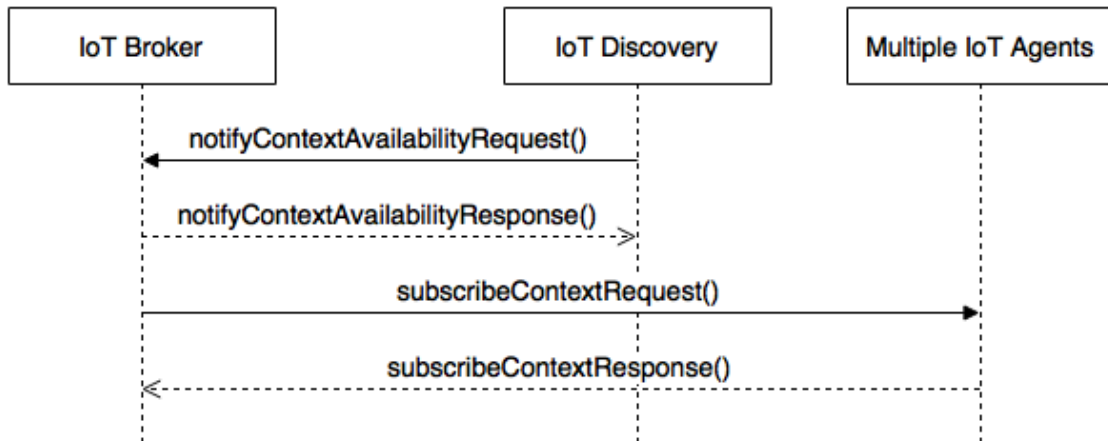 IoT Broker
IoT Discovery
Multiple IoT Agents
notifyContextAvailabilityRequest()
notifyContextAvailabilityResponse()
subscribeContextRequest()
subscribeContextResponse()